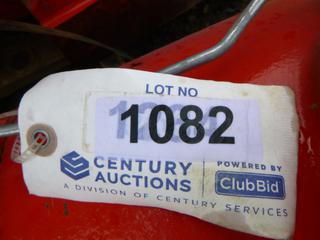 LOT NO
1082
CENTURY AUCTIONS
POWERED BY
ClubBid
A DIVISION OF CENTURY SERVICES